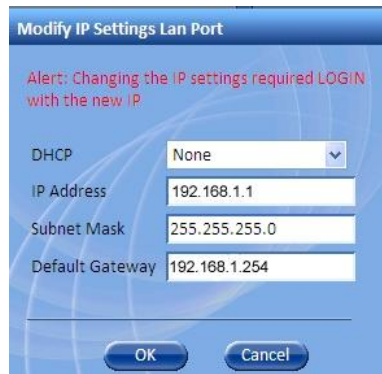 Modify IP Settings Lan Port
Alert: Changing the IP settings required LOGIN
with the new IP
DHCP None
IP Address 192.168.1.1
Subnet Mask 255.255.255.0
Default Gateway 192.168.1.254
OK Cancel